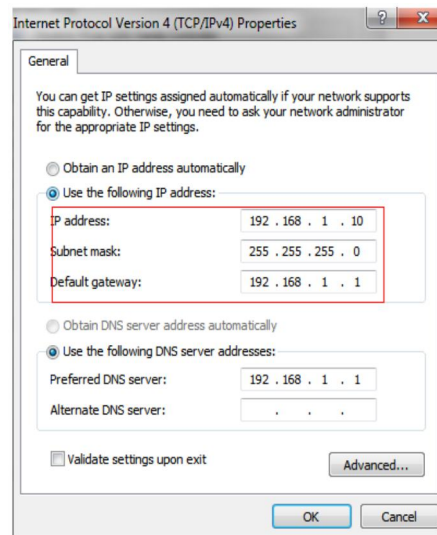 Internet Protocol Version 4 (TCP/IPv4) Properties
General
You can get IP settings assigned automatically if your network supports
this capability. Otherwise, you need to ask your network administrator
for the appropriate IP settings.
Obtain an IP address automatically
Use the following IP address:
IP address: 192 . 168 . 1 . 10
Subnet mask: 255 . 255 . 255 . 0
Default gateway: 192 . 168 . 1 . 1
Obtain DNS server address automatically
Use the following DNS server addresses:
Preferred DNS server: 192 . 168 . 1 . 1
Alternate DNS server: . . .
Validate settings upon exit
Advanced...
OK Cancel